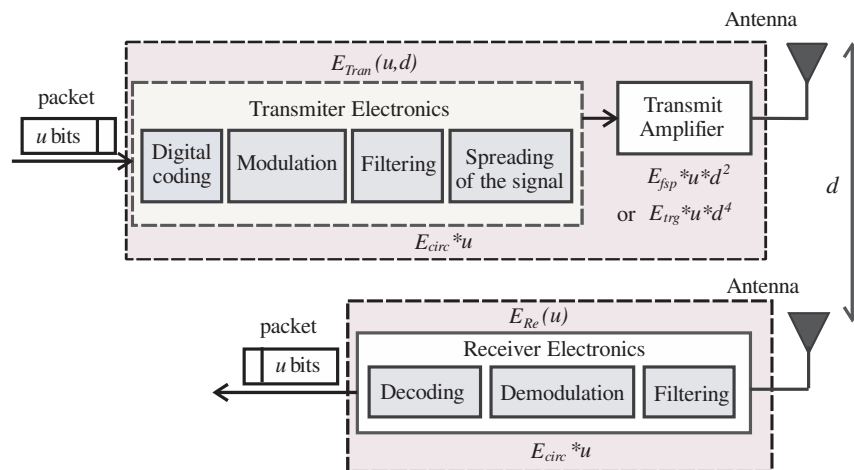 Antenna
E_Tran(u,d)
packet
u bits
Transmiter Electronics
Digital coding
Modulation
Filtering
Spreading of the signal
Transmit Amplifier
E_fsp*u*d^2
or E_trg*u*d^4
E_circ*u
d
Antenna
packet
u bits
E_Re(u)
Receiver Electronics
Decoding
Demodulation
Filtering
E_circ*u